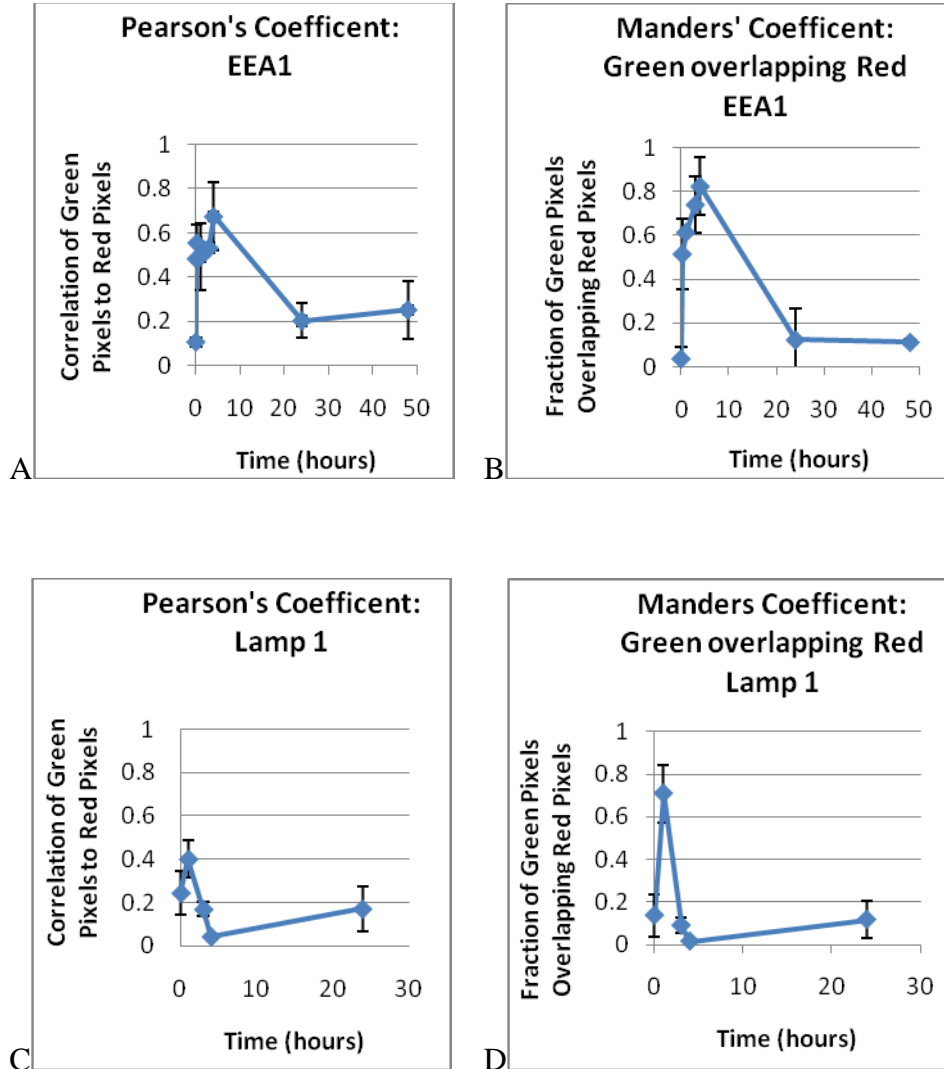 Pearson's Coefficent:
EEA1
Correlation of Green
Pixels to Red Pixels
1
0.8
0.6
0.4
0.2
0
0 10 20 30 40 50
Time (hours)
A
Manders' Coefficent:
Green overlapping Red
EEA1
Fraction of Green Pixels
Overlapping Red Pixels
1
0.8
0.6
0.4
0.2
0
0 10 20 30 40 50
Time (hours)
B
Pearson's Coefficent:
Lamp 1
Correlation of Green
Pixels to Red Pixels
1
0.8
0.6
0.4
0.2
0
0 10 20 30
Time (hours)
C
Manders Coefficent:
Green overlapping Red
Lamp 1
Fraction of Green Pixels
Overlapping Red Pixels
1
0.8
0.6
0.4
0.2
0
0 10 20 30
Time (hours)
D